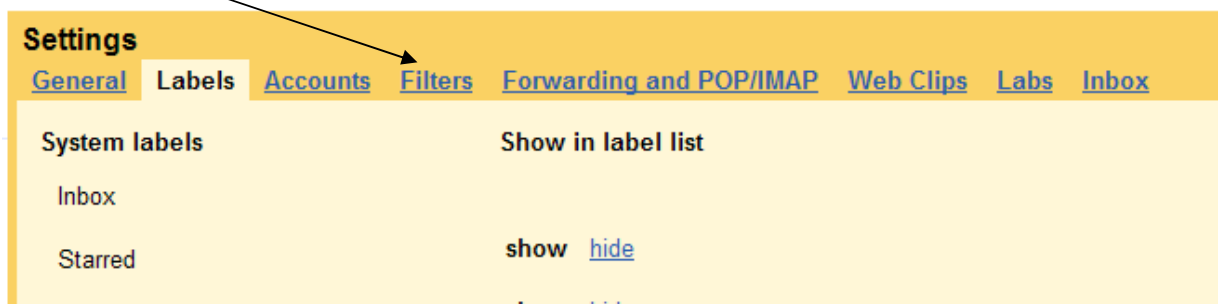 Settings
General Labels Accounts Filters Forwarding and POP/IMAP Web Clips Labs Inbox
System labels Show in label list
Inbox
show hide
Starred